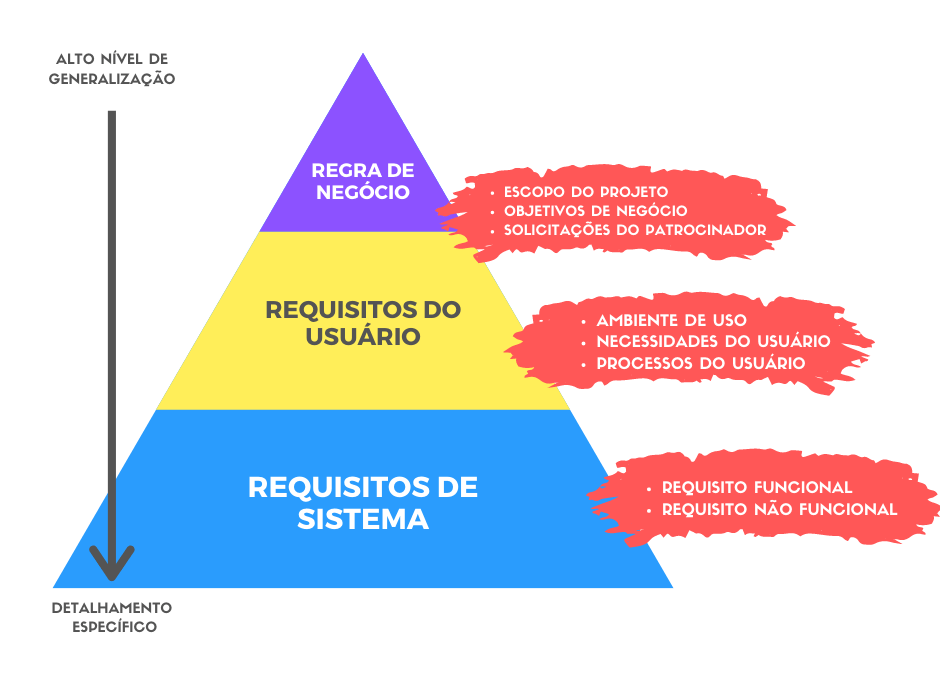 ALTO NÍVEL DE
GENERALIZAÇÃO
REGRA DE
NEGÓCIO
• ESCOPO DO PROJETO
• OBJETIVOS DE NEGÓCIO
• SOLICITAÇÕES DO PATROCINADOR
REQUISITOS DO
USUÁRIO
• AMBIENTE DE USO
• NECESSIDADES DO USUÁRIO
• PROCESSOS DO USUÁRIO
REQUISITOS DE
SISTEMA
• REQUISITO FUNCIONAL
• REQUISITO NÃO FUNCIONAL
DETALHAMENTO
ESPECÍFICO